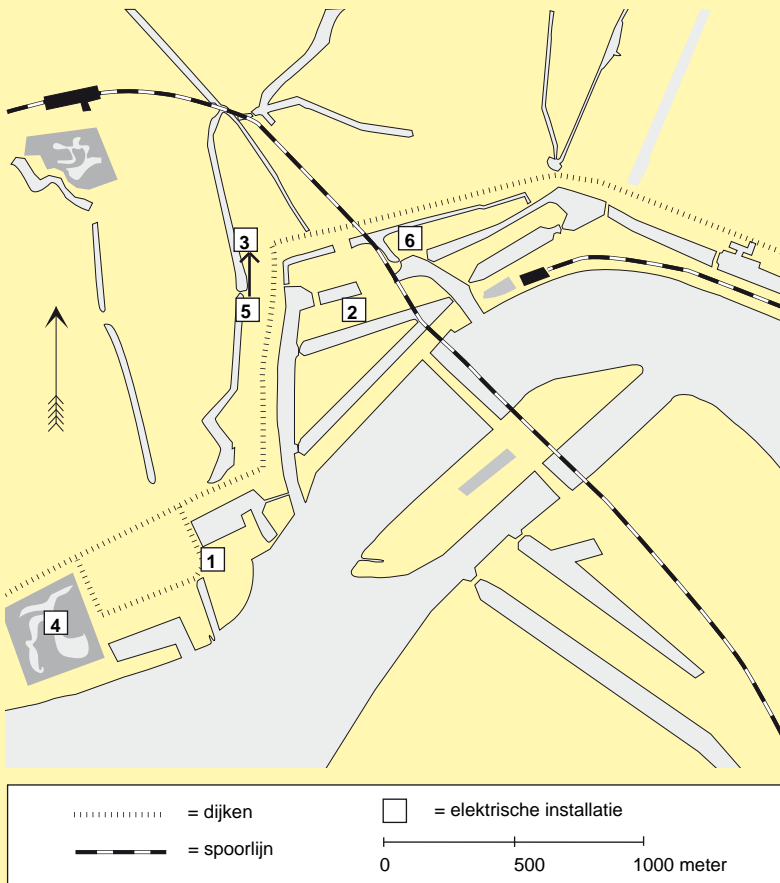 3
6
5
2
1
4
= dijken
= elektrische installatie
= spoorlijn
0 500 1000 meter